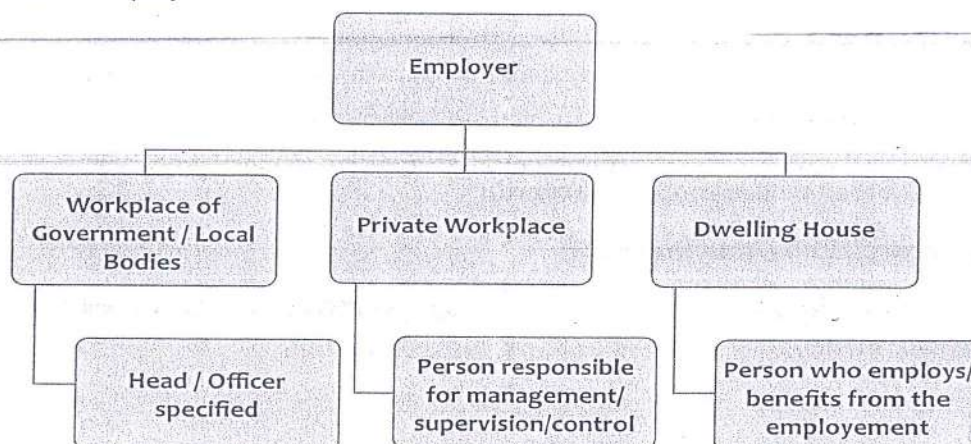 Employer
Workplace of
Government / Local
Bodies
Private Workplace
Dwelling House
Head / Officer
specified
Person responsible
for management/
supervision/control
Person who employs/
benefits from the
employement